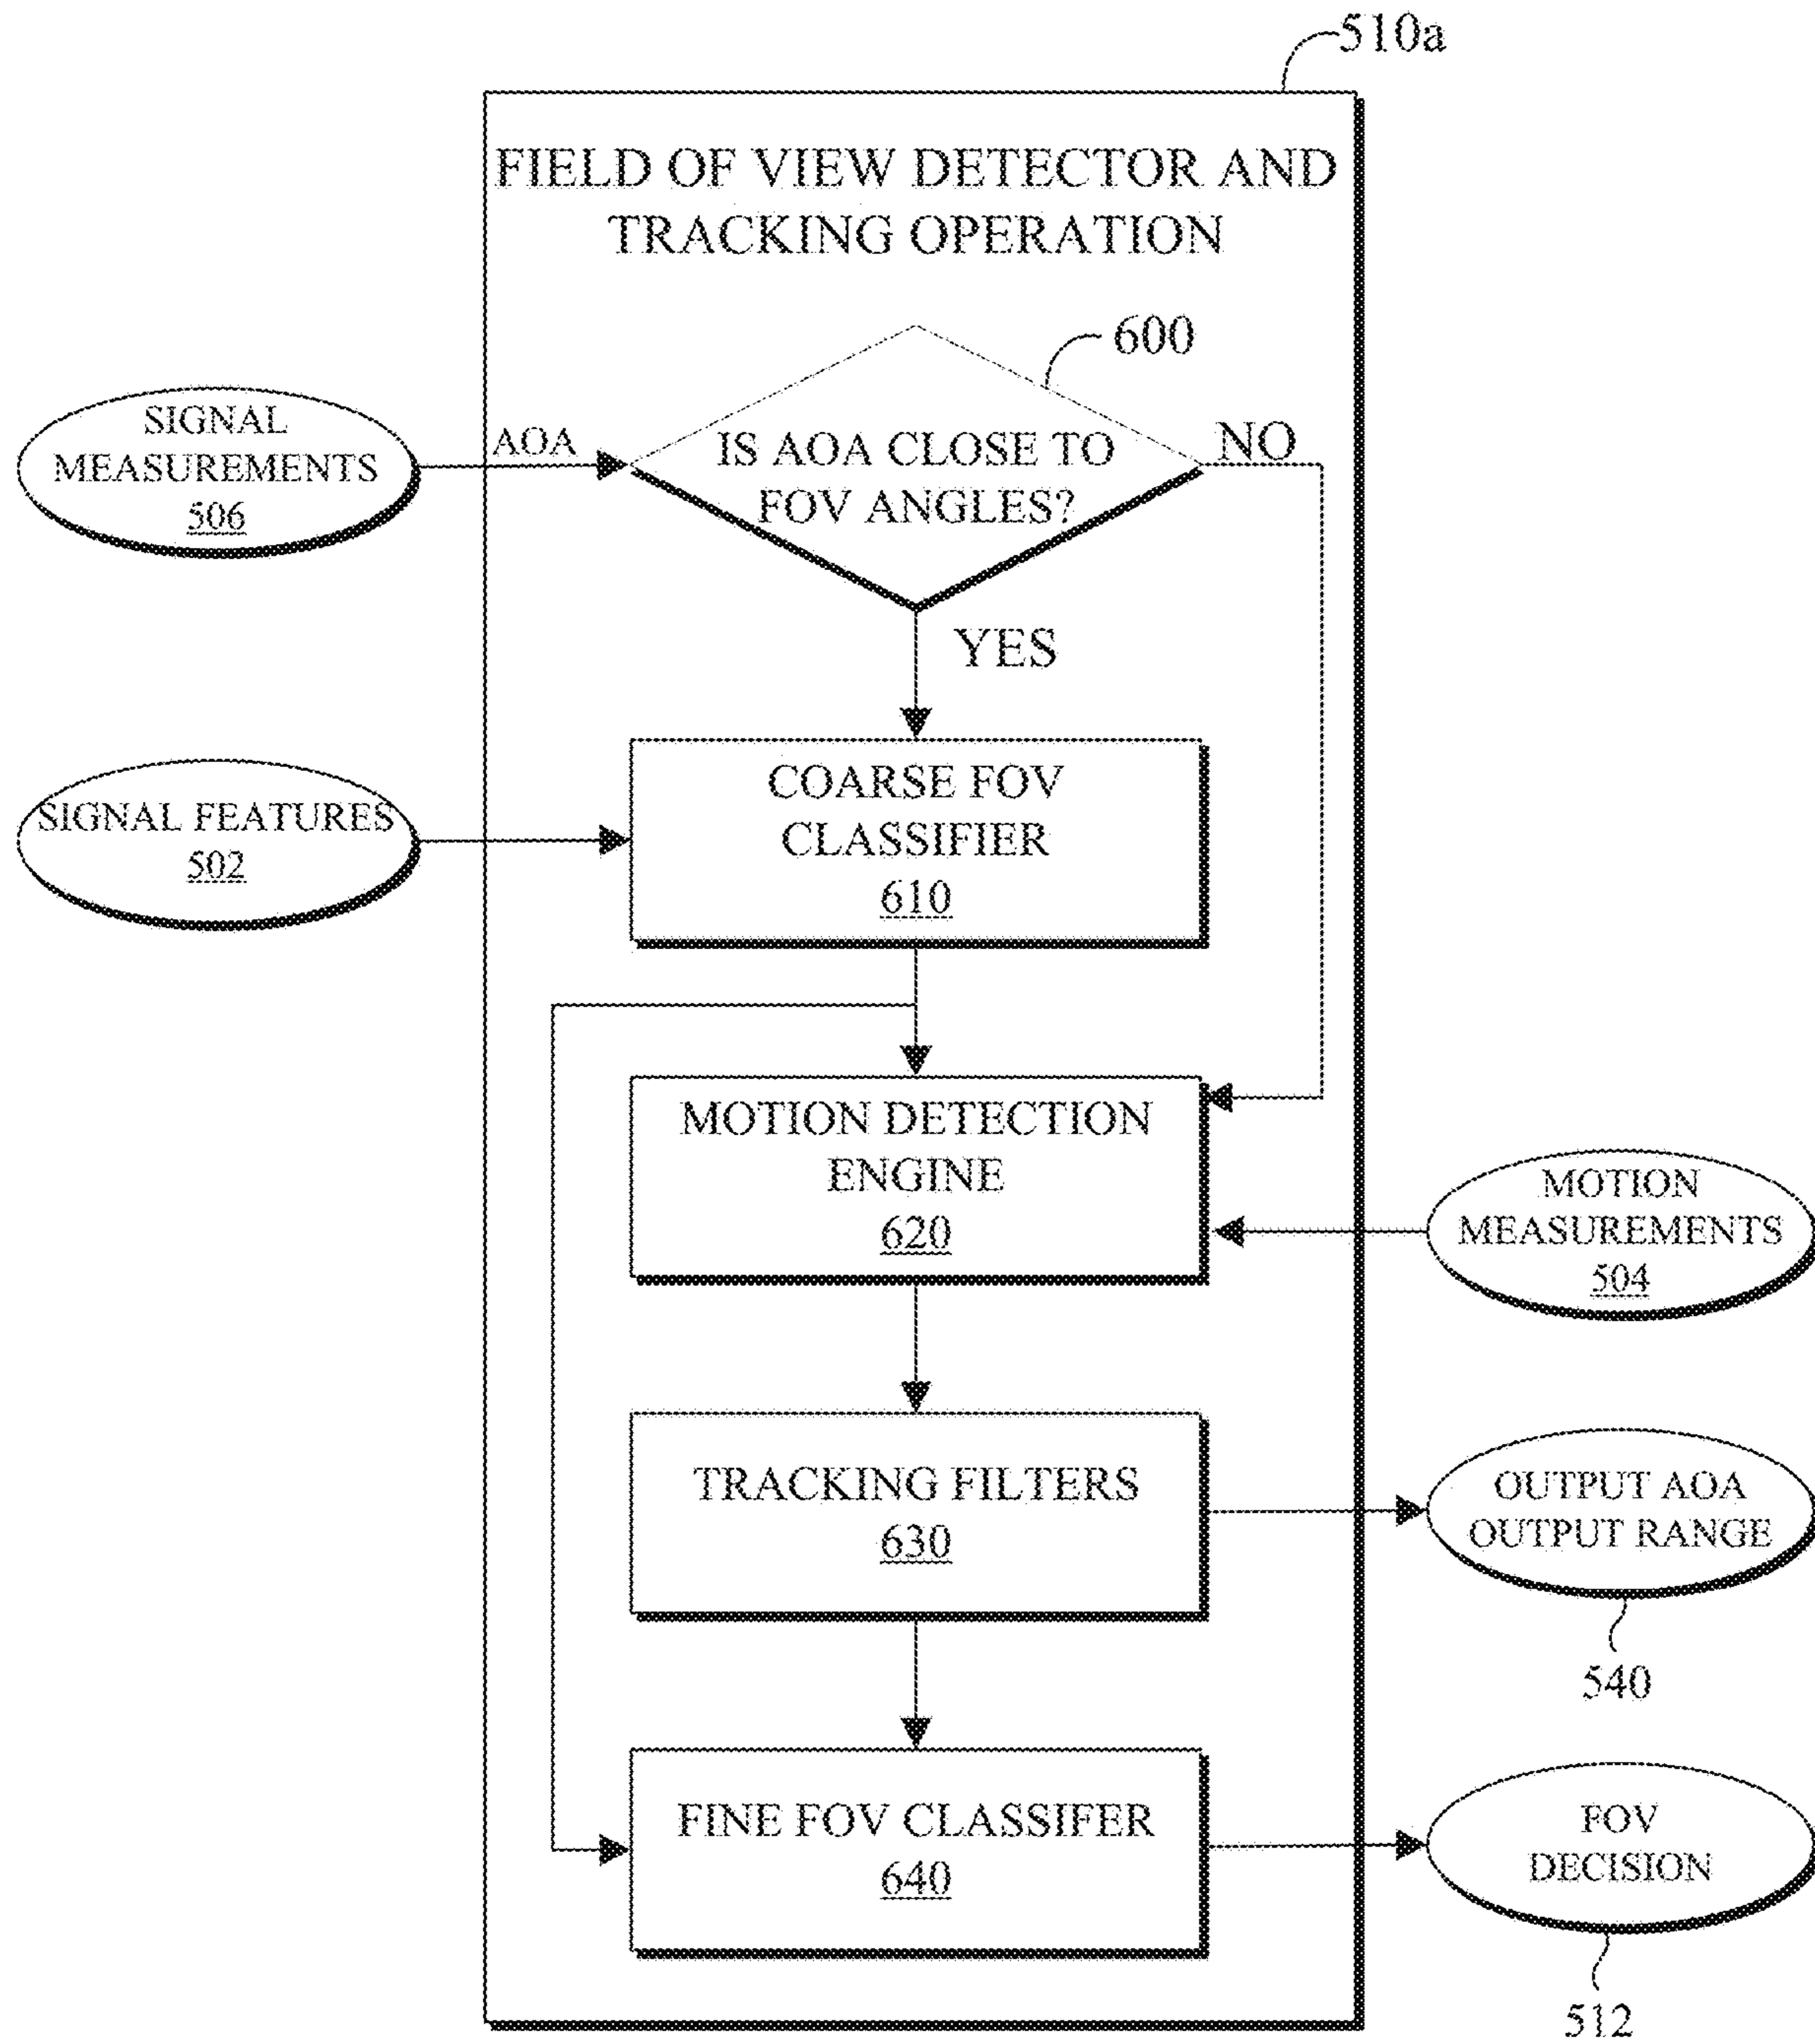 510a
FIELD OF VIEW DETECTOR AND
TRACKING OPERATION
600
SIGNAL
MEASUREMENTS
506
AOA
IS AOA CLOSE TO
FOV ANGLES?
NO
YES
SIGNAL FEATURES
502
COARSE FOV
CLASSIFIER
610
MOTION DETECTION
ENGINE
620
MOTION
MEASUREMENTS
504
TRACKING FILTERS
630
OUTPUT AOA
OUTPUT RANGE
540
FINE FOV CLASSIFER
640
FOV
DECISION
512